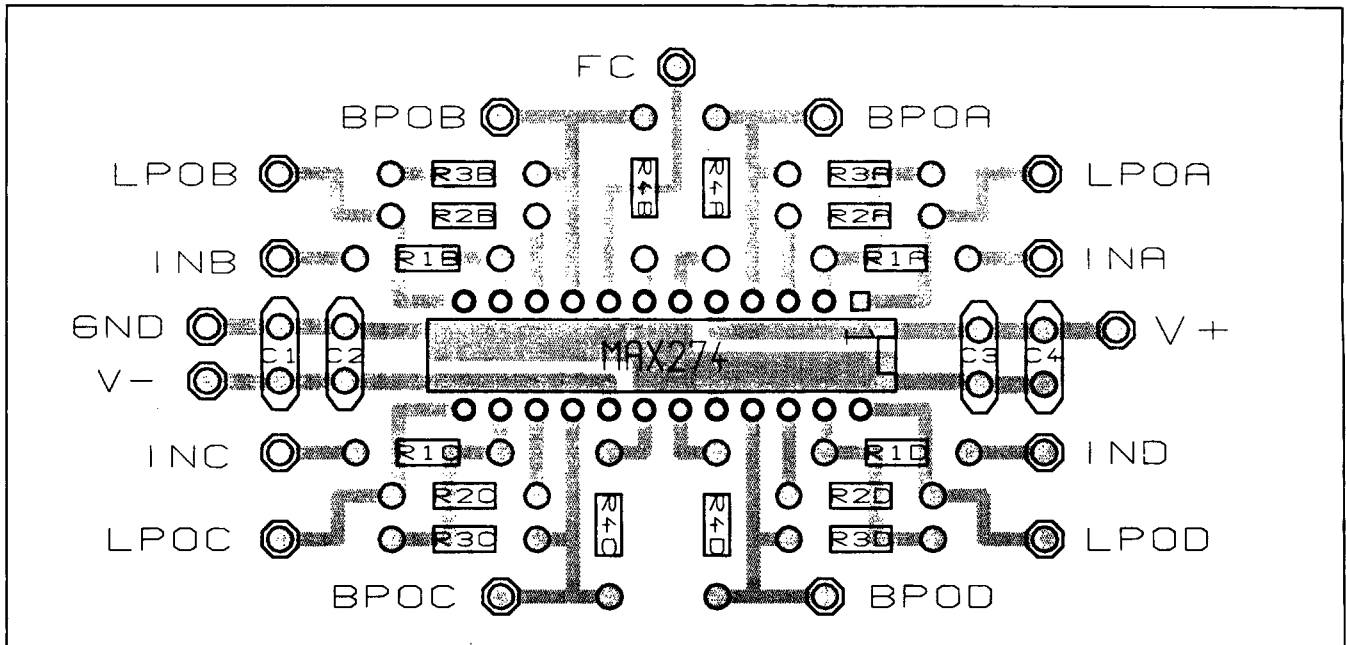 FC
BPOB BPOA
LPOB R3B R4B R4A R3A LPOA
R2B R2A
INB R1B R1A INA
GND V+
C1 C2 MAX274 1 C3 C4
V-
INC R1C R1D IND
R2C R2D
LPOC R3C R4C R4D R3D LPOD
BPOC BPOD